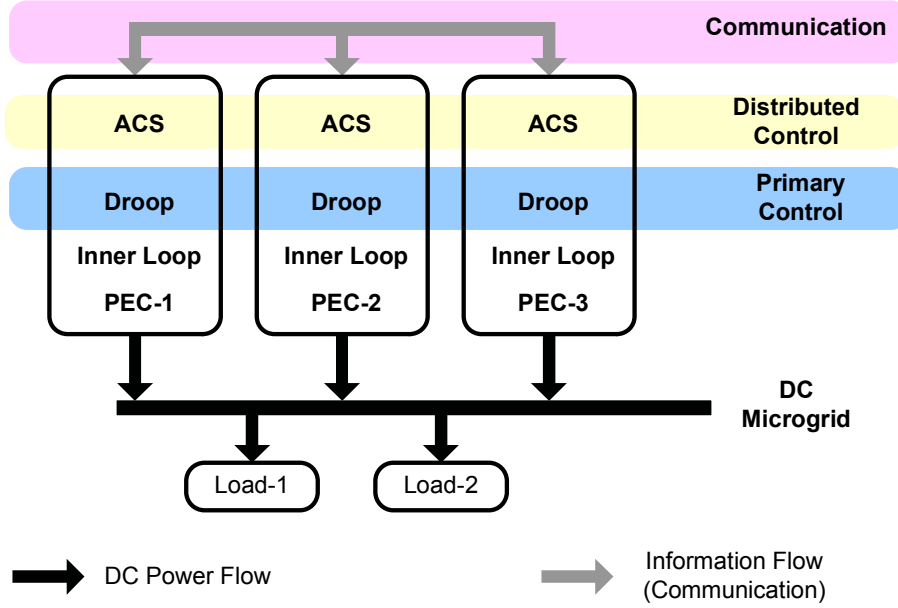 Communication
ACS ACS ACS
Distributed
Control
Droop Droop Droop
Primary
Control
Inner Loop Inner Loop Inner Loop
PEC-1 PEC-2 PEC-3
DC
Microgrid
Load-1 Load-2
DC Power Flow
Information Flow
(Communication)